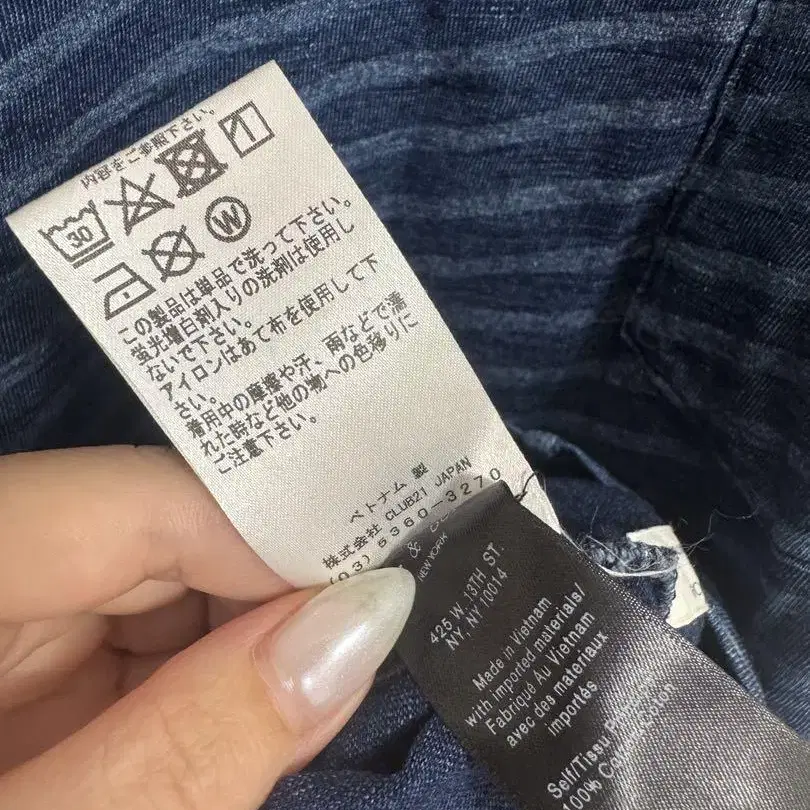 内容をご参照下さい。
30
W
この製品は単品で洗って下さい。
蛍光増白剤入りの洗剤は使用し
ないで下さい。
アイロンはあて布を使用して下
さい。
着用中の摩擦や汗、雨などで濡
れた時など他の物への色移りに
ご注意下さい。
ベトナム 製
株式会社 CLUB21 JAPAN
(03) 5360-3270
&
NEW YORK
425 W. 13TH ST.
NY, NY 10014
Made in Vietnam
with imported materials/
Fabriqué Au Vietnam
avec des materiaux
importés
Self/Tissu
100% Cotton